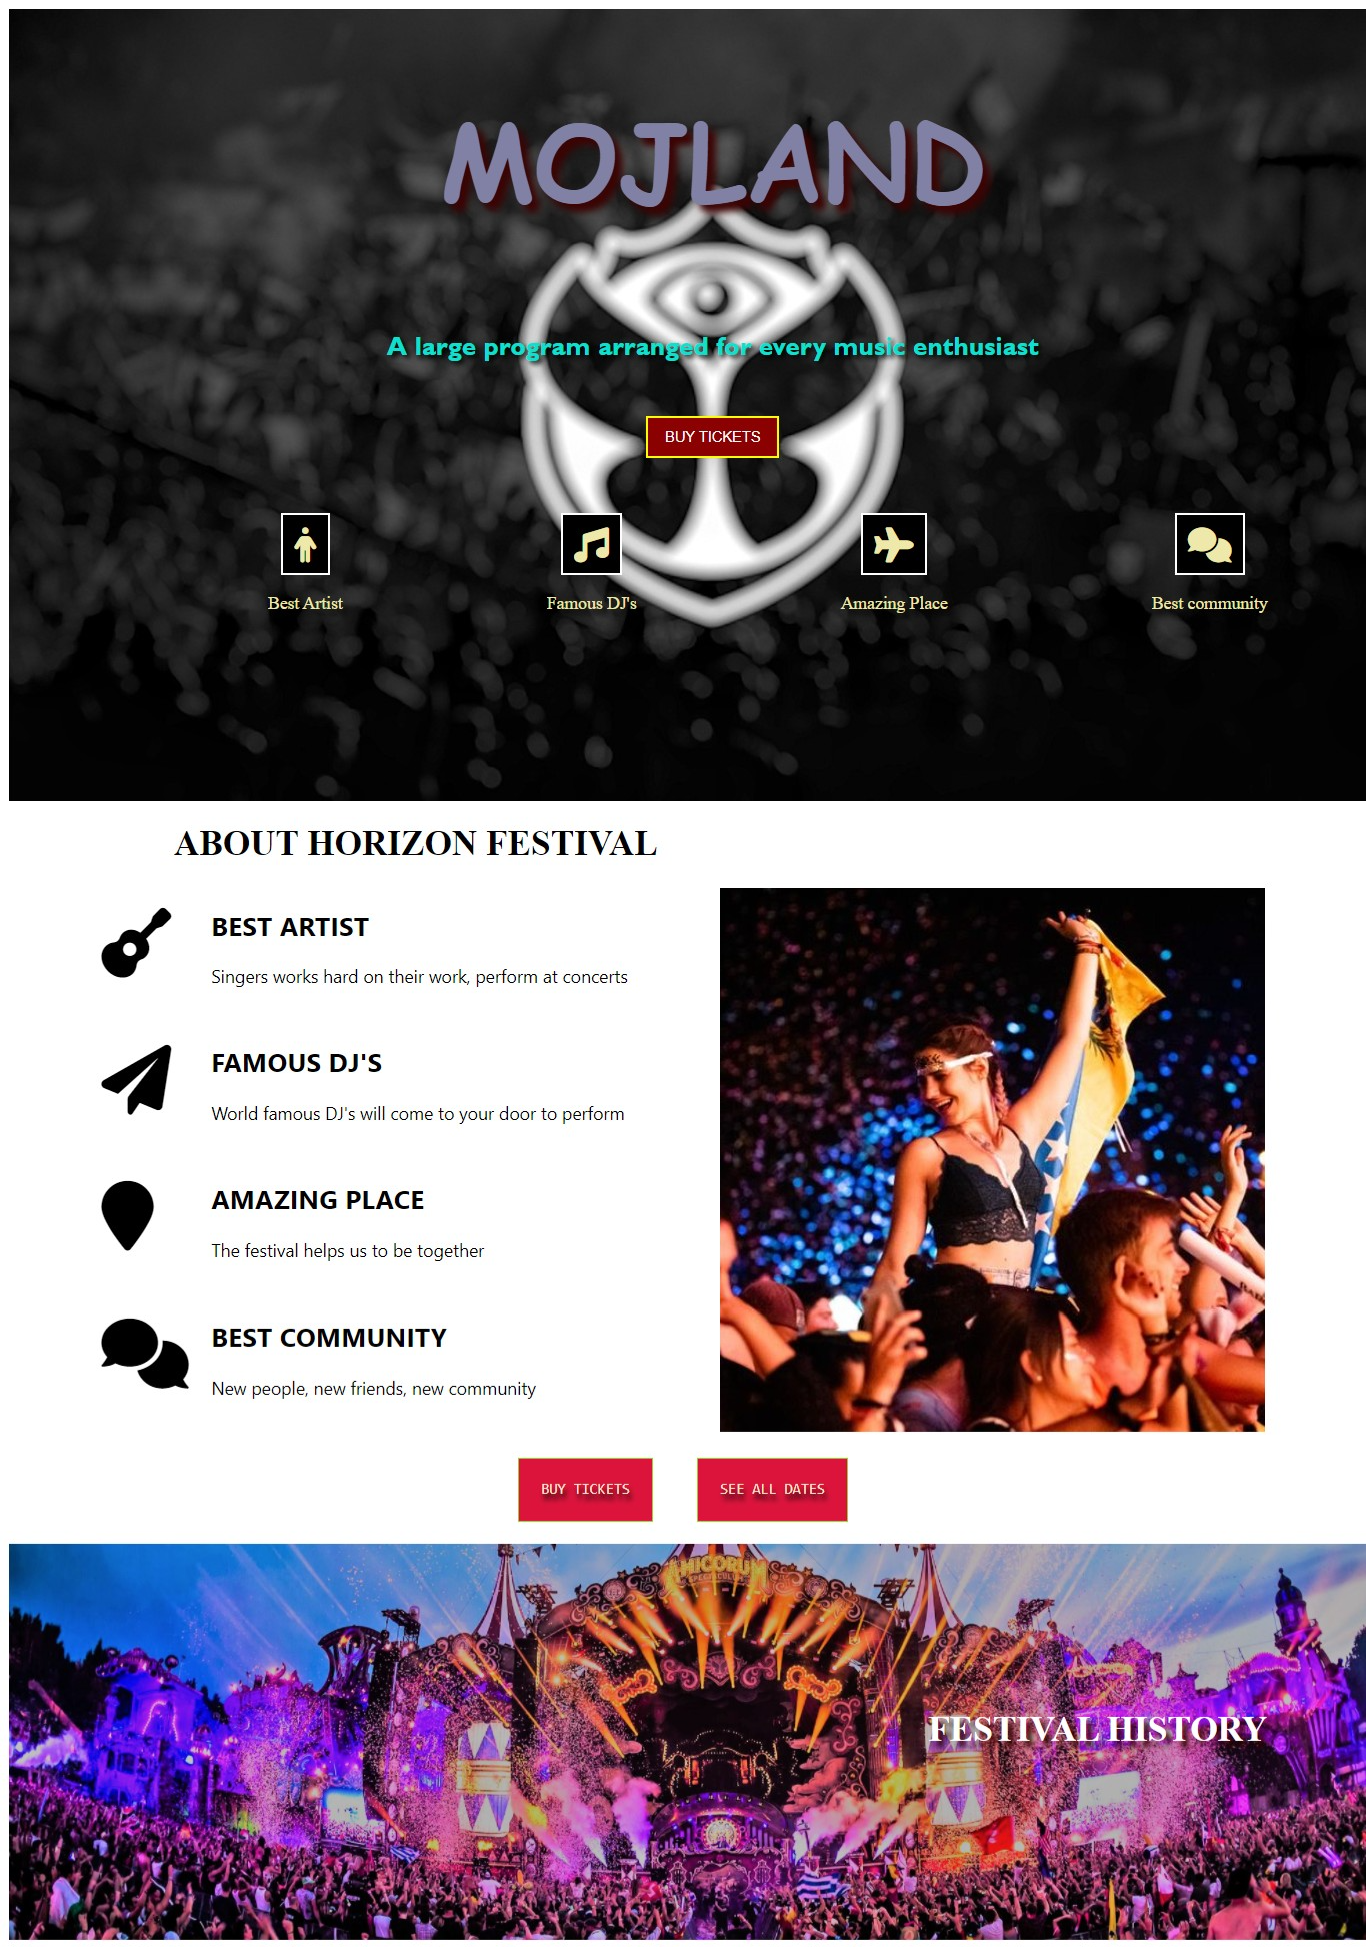 MOJLAND
A large program arranged for every music enthusiast
BUY TICKETS
Best Artist
Famous DJ's
Amazing Place
Best community
ABOUT HORIZON FESTIVAL
BEST ARTIST
Singers works hard on their work, perform at concerts
FAMOUS DJ'S
World famous DJ's will come to your door to perform
AMAZING PLACE
The festival helps us to be together
BEST COMMUNITY
New people, new friends, new community
BUY TICKETS
SEE ALL DATES
AMICORUM
SPECTACULUM
FESTIVAL HISTORY